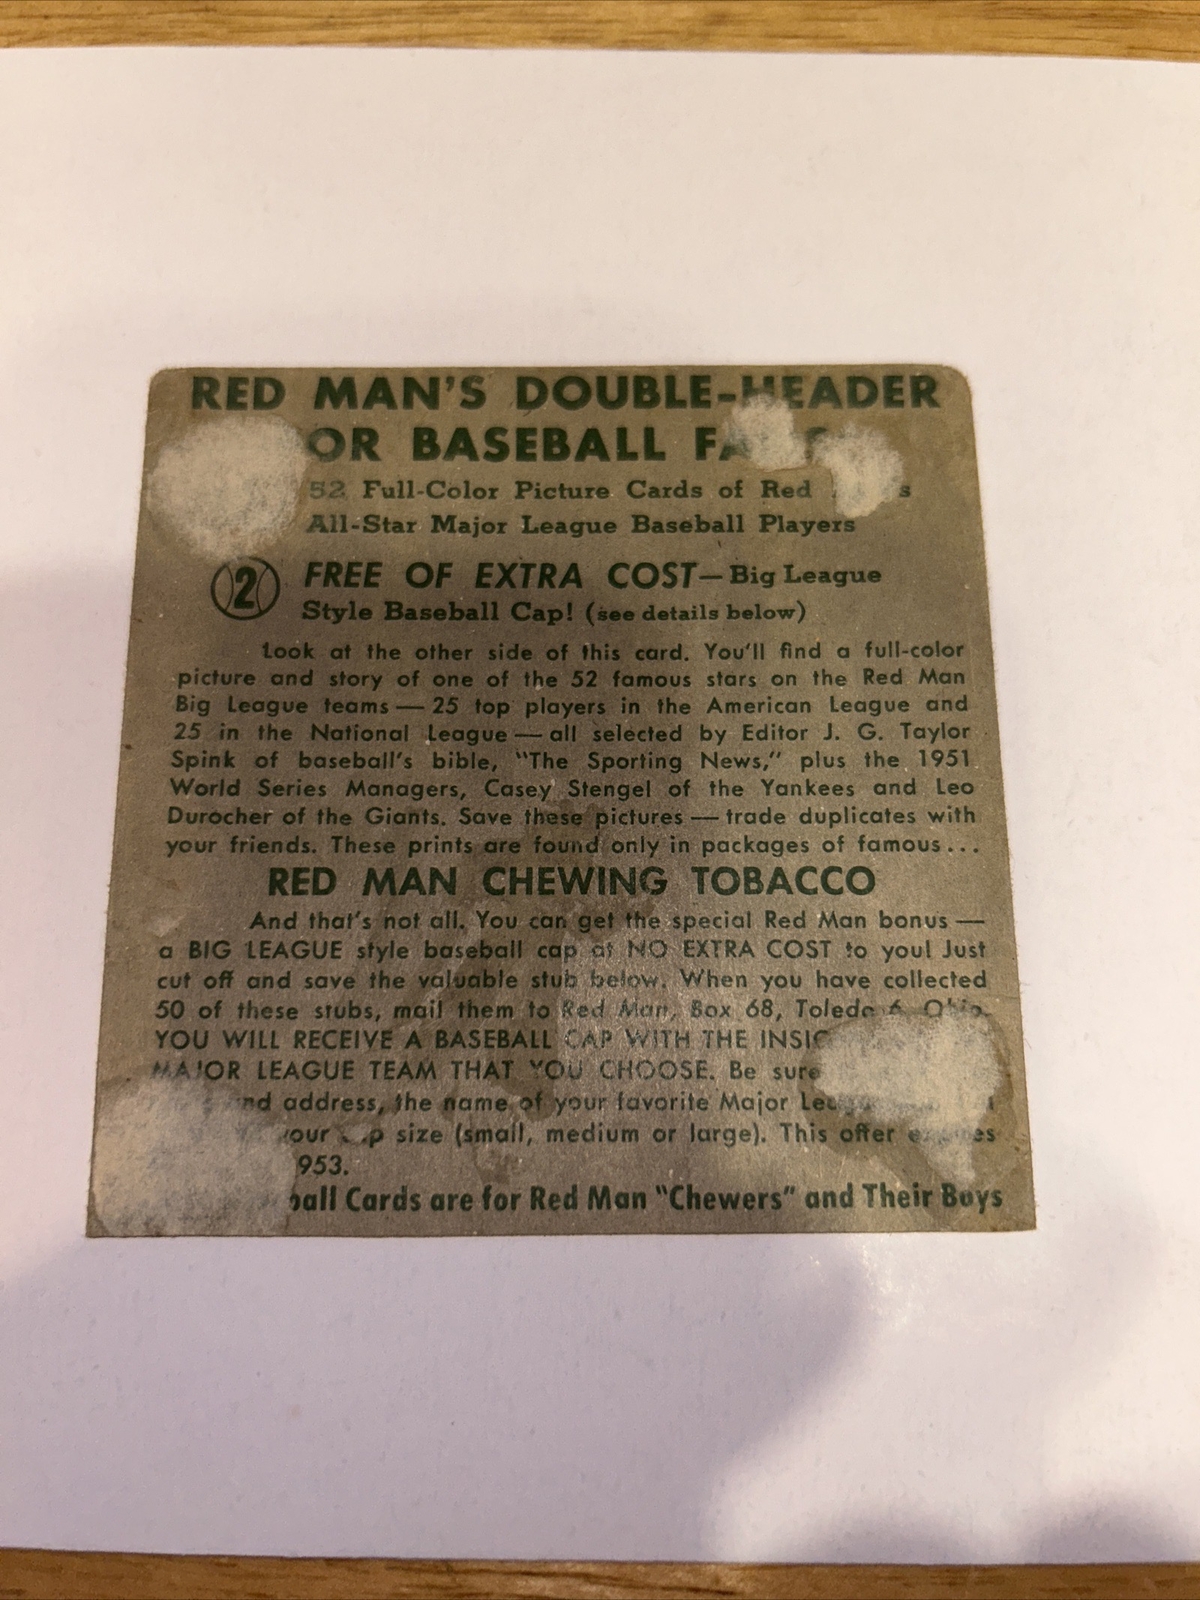 RED MAN'S DOUBLE-HEADER
OR BASEBALL
52 Full-Color Picture Cards of Red
All-Star Major League Baseball Players
2 FREE OF EXTRA COST—Big League
Style Baseball Cap! (see details below)
Look at the other side of this card. You'll find a full-color
picture and story of one of the 52 famous stars on the Red Man
Big League teams — 25 top players in the American League and
25 in the National League — all selected by Editor J. G. Taylor
Spink of baseball's bible, "The Sporting News," plus the 1951
World Series Managers, Casey Stengel of the Yankees and Leo
Durocher of the Giants. Save these pictures — trade duplicates with
your friends. These prints are found only in packages of famous...
RED MAN CHEWING TOBACCO
And that's not all. You can get the special Red Man bonus —
a BIG LEAGUE style baseball cap at NO EXTRA COST to you! Just
cut off and save the valuable stub below. When you have collected
50 of these stubs, mail them to Red Man, Box 68, Toledo 6, Ohio.
YOU WILL RECEIVE A BASEBALL CAP WITH THE
MAJOR LEAGUE TEAM THAT YOU CHOOSE. Be sure
and address, the name of your favorite Major
your cap size (small, medium or large). This offer
953.
ball Cards are for Red Man "Chewers" and Their Boys